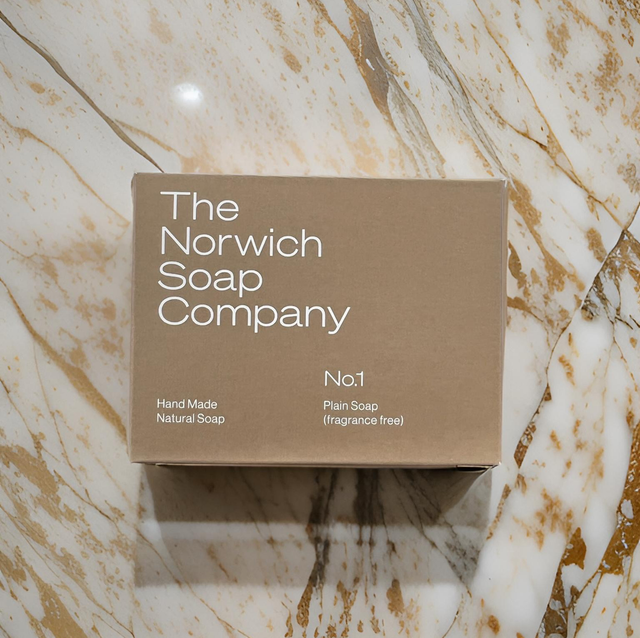 The
Norwich
Soap
Company
No.1
Hand Made
Natural Soap
Plain Soap
(fragrance free)